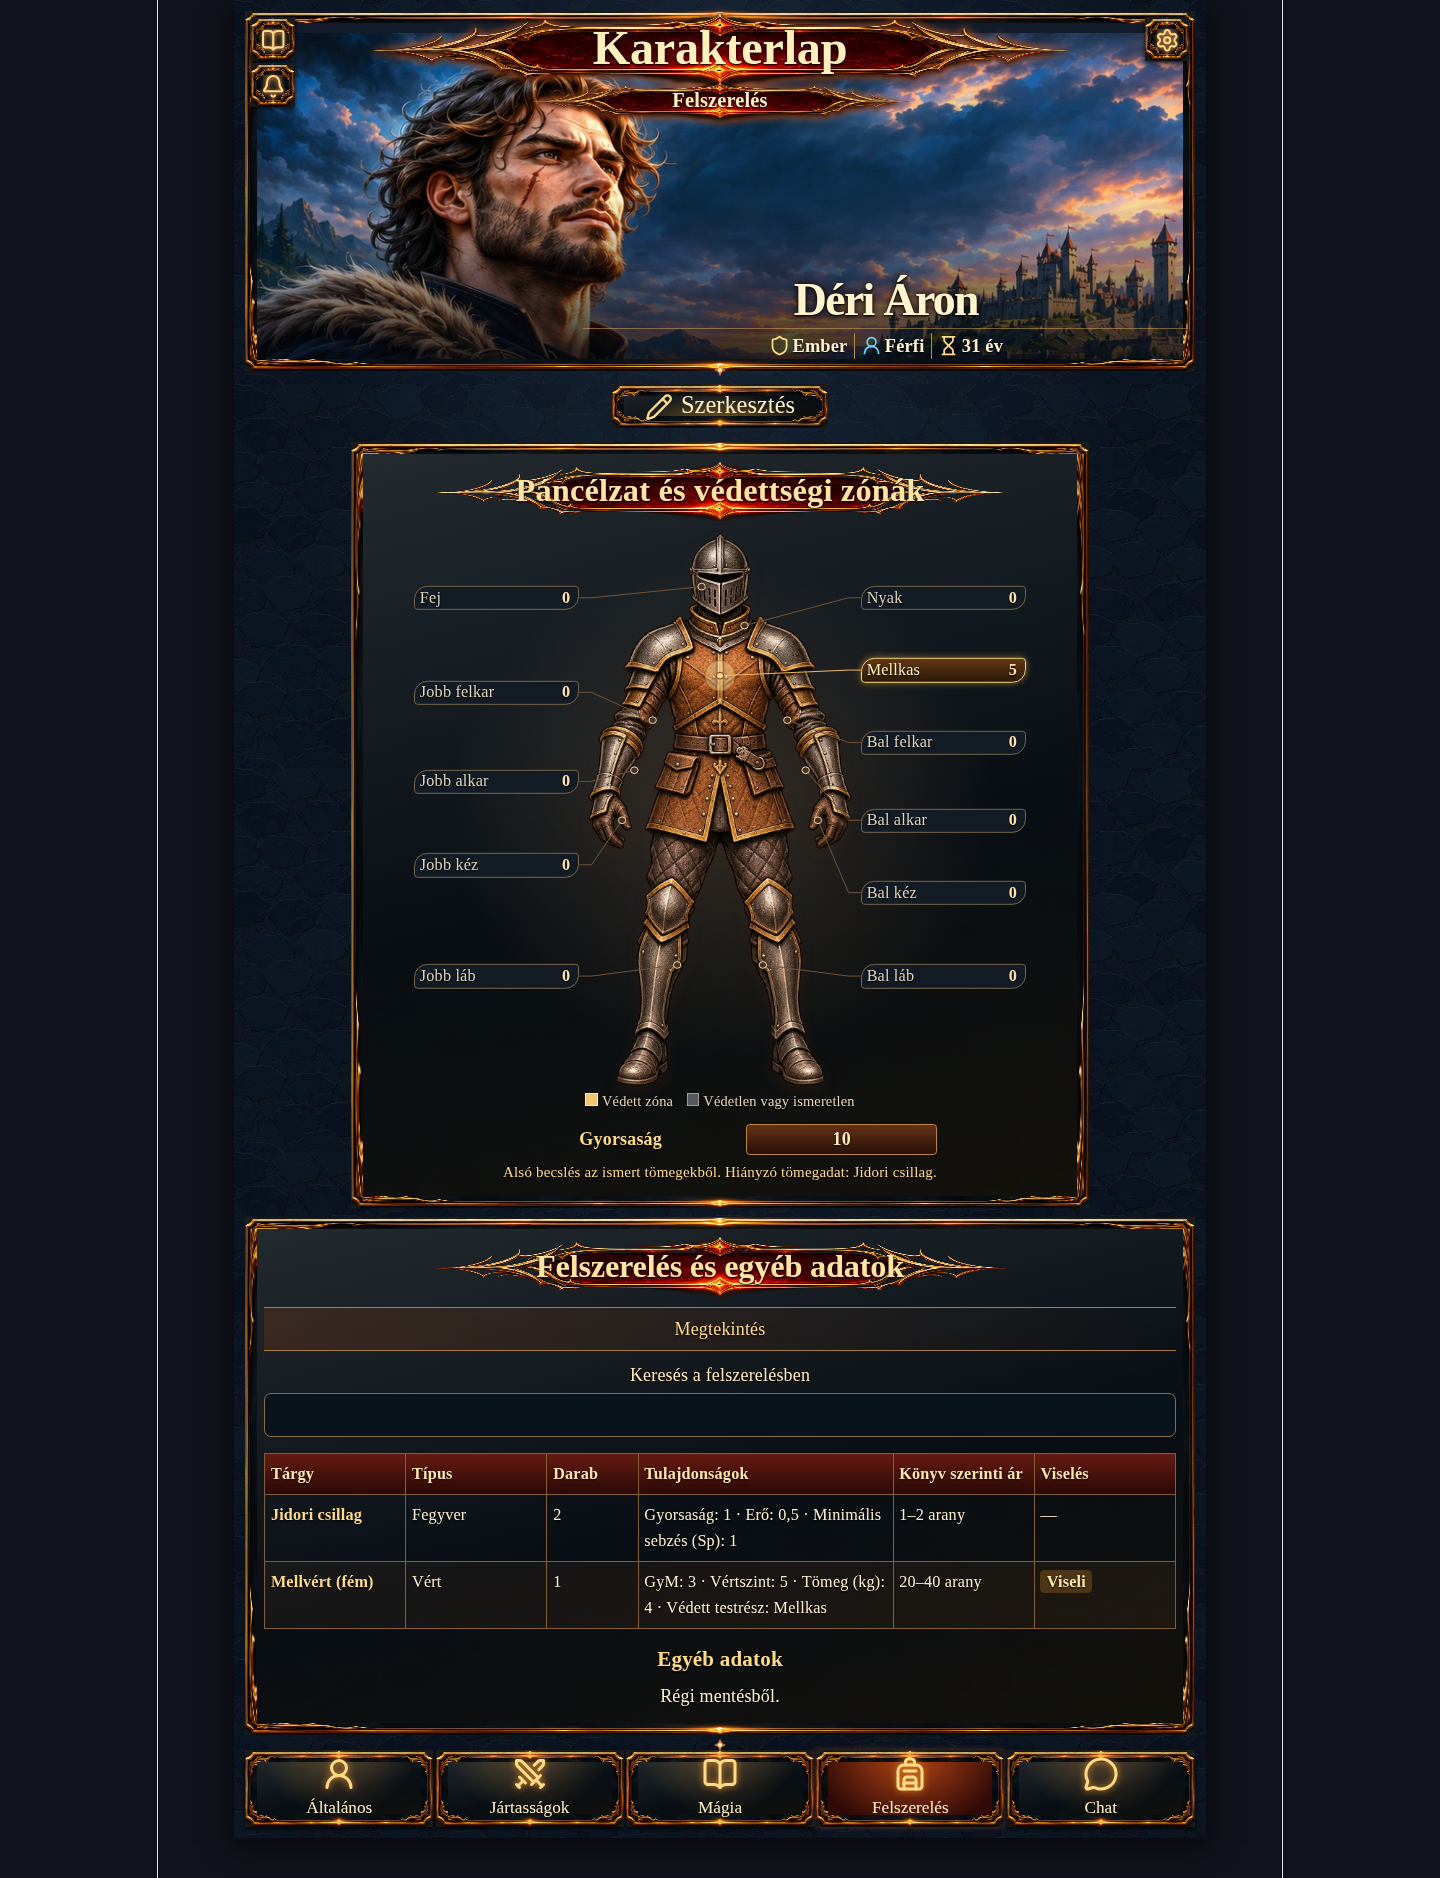 Karakterlap
Felszerelés
Déri Áron
Ember Férfi 31 év
Szerkesztés
Páncélzat és védettségi zónák
Fej 0
Nyak 0
Mellkas 5
Jobb felkar 0
Bal felkar 0
Jobb alkar 0
Bal alkar 0
Jobb kéz 0
Bal kéz 0
Jobb láb 0
Bal láb 0
Védett zóna Védetlen vagy ismeretlen
Gyorsaság 10
Alsó becslés az ismert tömegekből. Hiányzó tömegadat: Jidori csillag.
Felszerelés és egyéb adatok
Megtekintés
Keresés a felszerelésben
Tárgy Típus Darab Tulajdonságok Könyv szerinti ár Viselés
Jidori csillag Fegyver 2 Gyorsaság: 1 · Erő: 0,5 · Minimális 1–2 arany —
sebzés (Sp): 1
Mellvért (fém) Vért 1 GyM: 3 · Vértszint: 5 · Tömeg (kg): 20–40 arany Viseli
4 · Védett testrész: Mellkas
Egyéb adatok
Régi mentésből.
Általános Jártasságok Mágia Felszerelés Chat